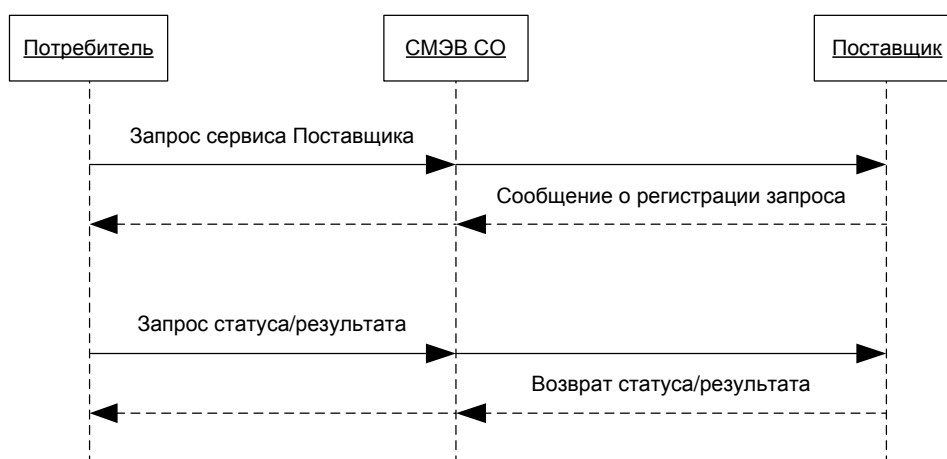 Потребитель
СМЭВ СО
Поставщик
Запрос сервиса Поставщика
Сообщение о регистрации запроса
Запрос статуса/результата
Возврат статуса/результата